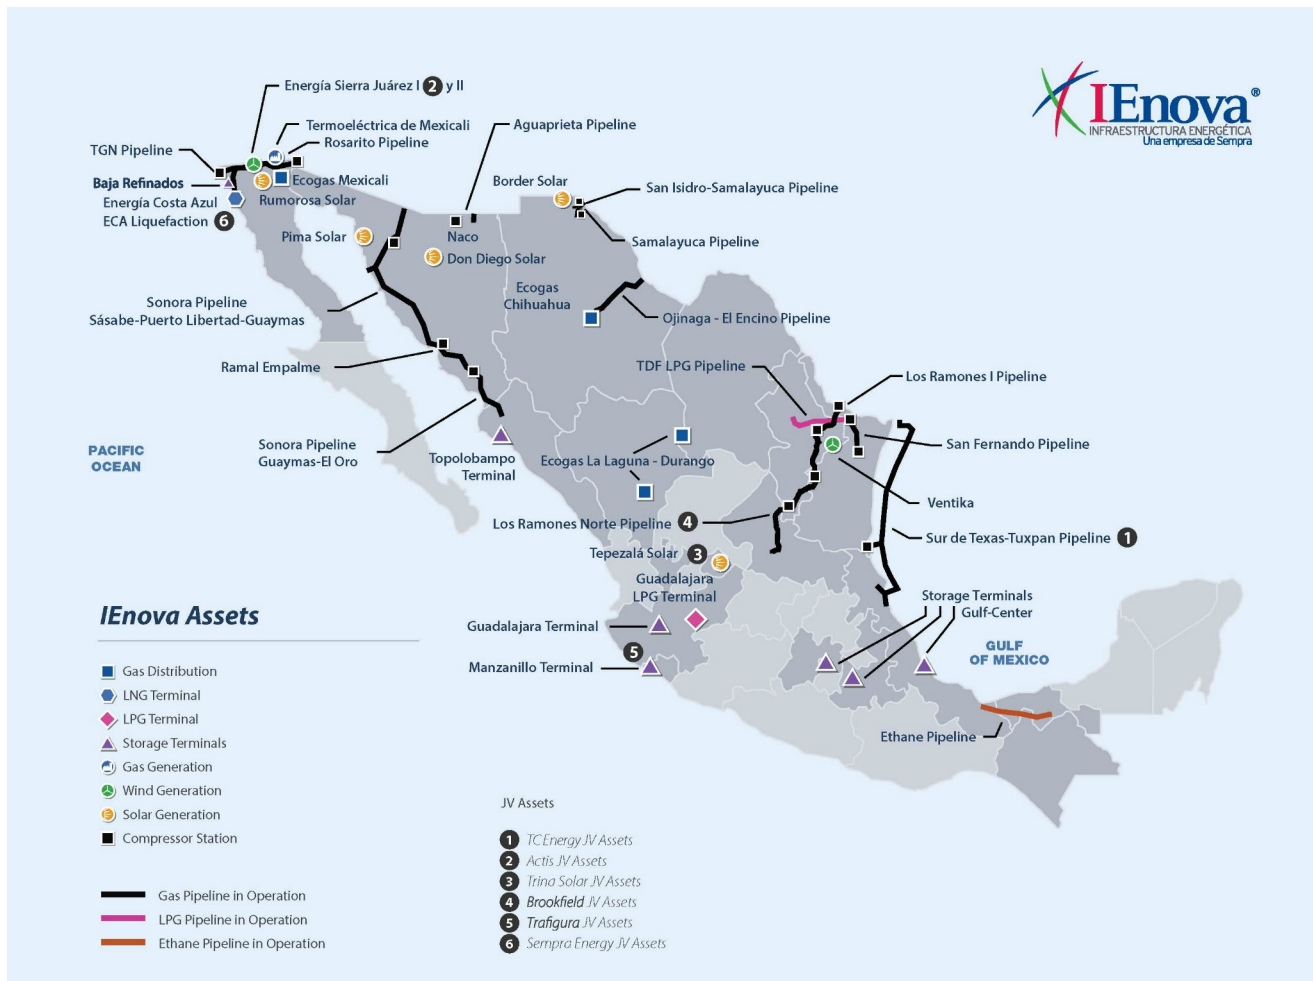 IEnova®
INFRAESTRUCTURA ENERGÉTICA
Una empresa de Sempra
Energía Sierra Juárez I 2 y II
Termoeléctrica de Mexicali
Rosarito Pipeline
Aguaprieta Pipeline
TGN Pipeline
Baja Refinados
Energía Costa Azul
ECA Liquefaction 6
Ecogas Mexicali
Rumorosa Solar
Border Solar
San Isidro-Samalayuca Pipeline
Samalayuca Pipeline
Pima Solar
Naco
Don Diego Solar
Ecogas
Chihuahua
Sonora Pipeline
Sásabe-Puerto Libertad-Guaymas
Ojinaga - El Encino Pipeline
Ramal Empalme
TDF LPG Pipeline
Los Ramones I Pipeline
PACIFIC
OCEAN
Sonora Pipeline
Guaymas-El Oro
Topolobampo
Terminal
Ecogas La Laguna - Durango
San Fernando Pipeline
Ventika
Los Ramones Norte Pipeline 4
Sur de Texas-Tuxpan Pipeline 1
Tepezalá Solar 3
Guadalajara
LPG Terminal
Storage Terminals
Gulf-Center
Guadalajara Terminal
5
Manzanillo Terminal
GULF
OF MEXICO
Ethane Pipeline
IEnova Assets
Gas Distribution
LNG Terminal
LPG Terminal
Storage Terminals
Gas Generation
Wind Generation
Solar Generation
Compressor Station
Gas Pipeline in Operation
LPG Pipeline in Operation
Ethane Pipeline in Operation
JV Assets
1 TC Energy JV Assets
2 Actis JV Assets
3 Trina Solar JV Assets
4 Brookfield JV Assets
5 Trafigura JV Assets
6 Sempra Energy JV Assets